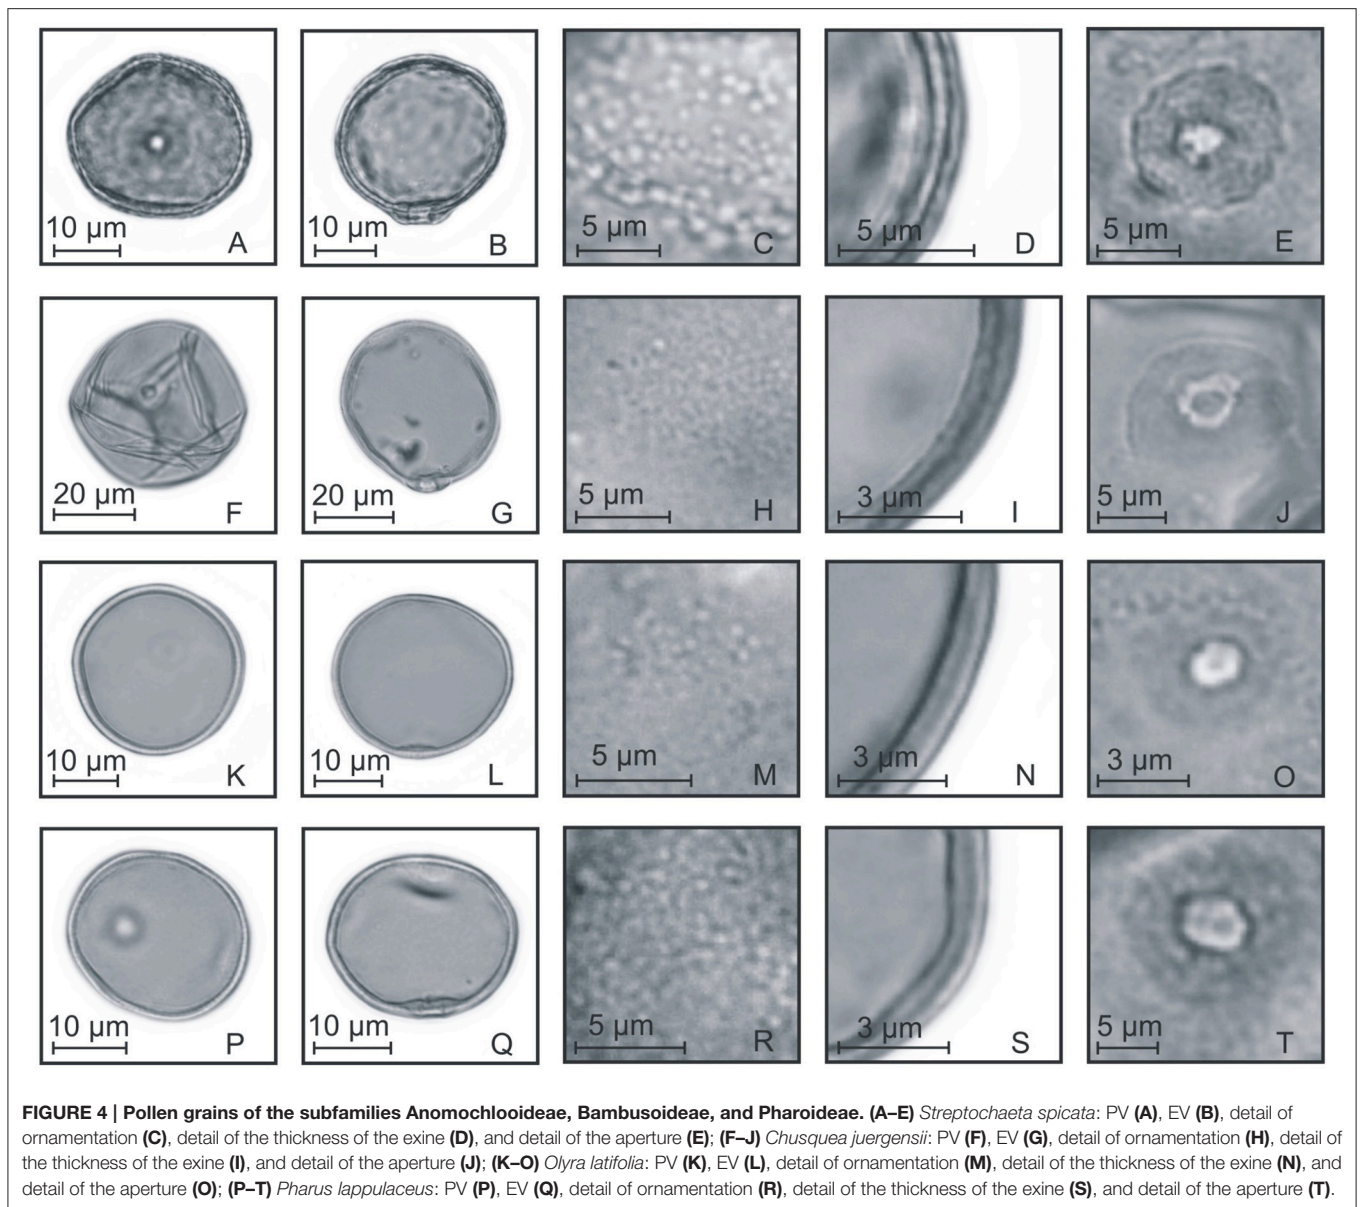 10 µm A
10 µm B
5 µm C
5 µm D
5 µm E
20 µm F
20 µm G
5 µm H
3 µm I
5 µm J
10 µm K
10 µm L
5 µm M
3 µm N
3 µm O
10 µm P
10 µm Q
5 µm R
3 µm S
5 µm T
FIGURE 4 | Pollen grains of the subfamilies Anomochlooideae, Bambusoideae, and Pharoideae. (A–E) Streptochaeta spicata: PV (A), EV (B), detail of
ornamentation (C), detail of the thickness of the exine (D), and detail of the aperture (E); (F–J) Chusquea juergensii: PV (F), EV (G), detail of ornamentation (H), detail of
the thickness of the exine (I), and detail of the aperture (J); (K–O) Olyra latifolia: PV (K), EV (L), detail of ornamentation (M), detail of the thickness of the exine (N), and
detail of the aperture (O); (P–T) Pharus lappulaceus: PV (P), EV (Q), detail of ornamentation (R), detail of the thickness of the exine (S), and detail of the aperture (T).